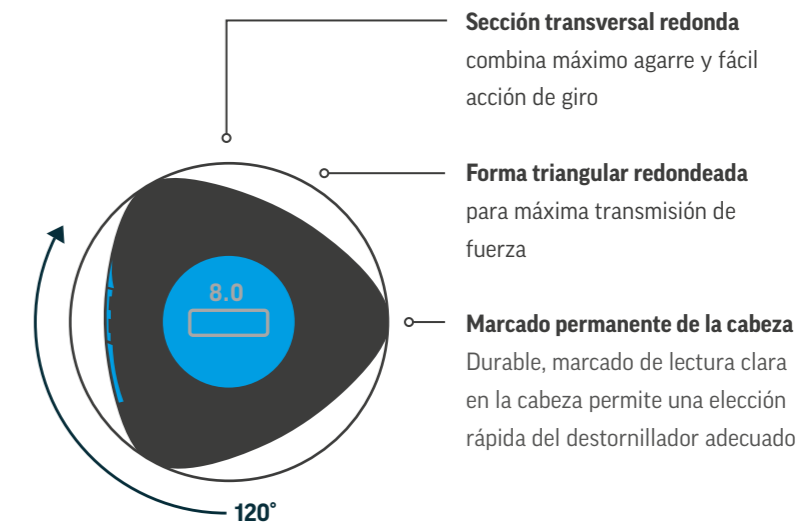 Sección transversal redonda
combina máximo agarre y fácil
acción de giro
Forma triangular redondeada
para máxima transmisión de
fuerza
8.0
Marcado permanente de la cabeza
Durable, marcado de lectura clara
en la cabeza permite una elección
rápida del destornillador adecuado
120°